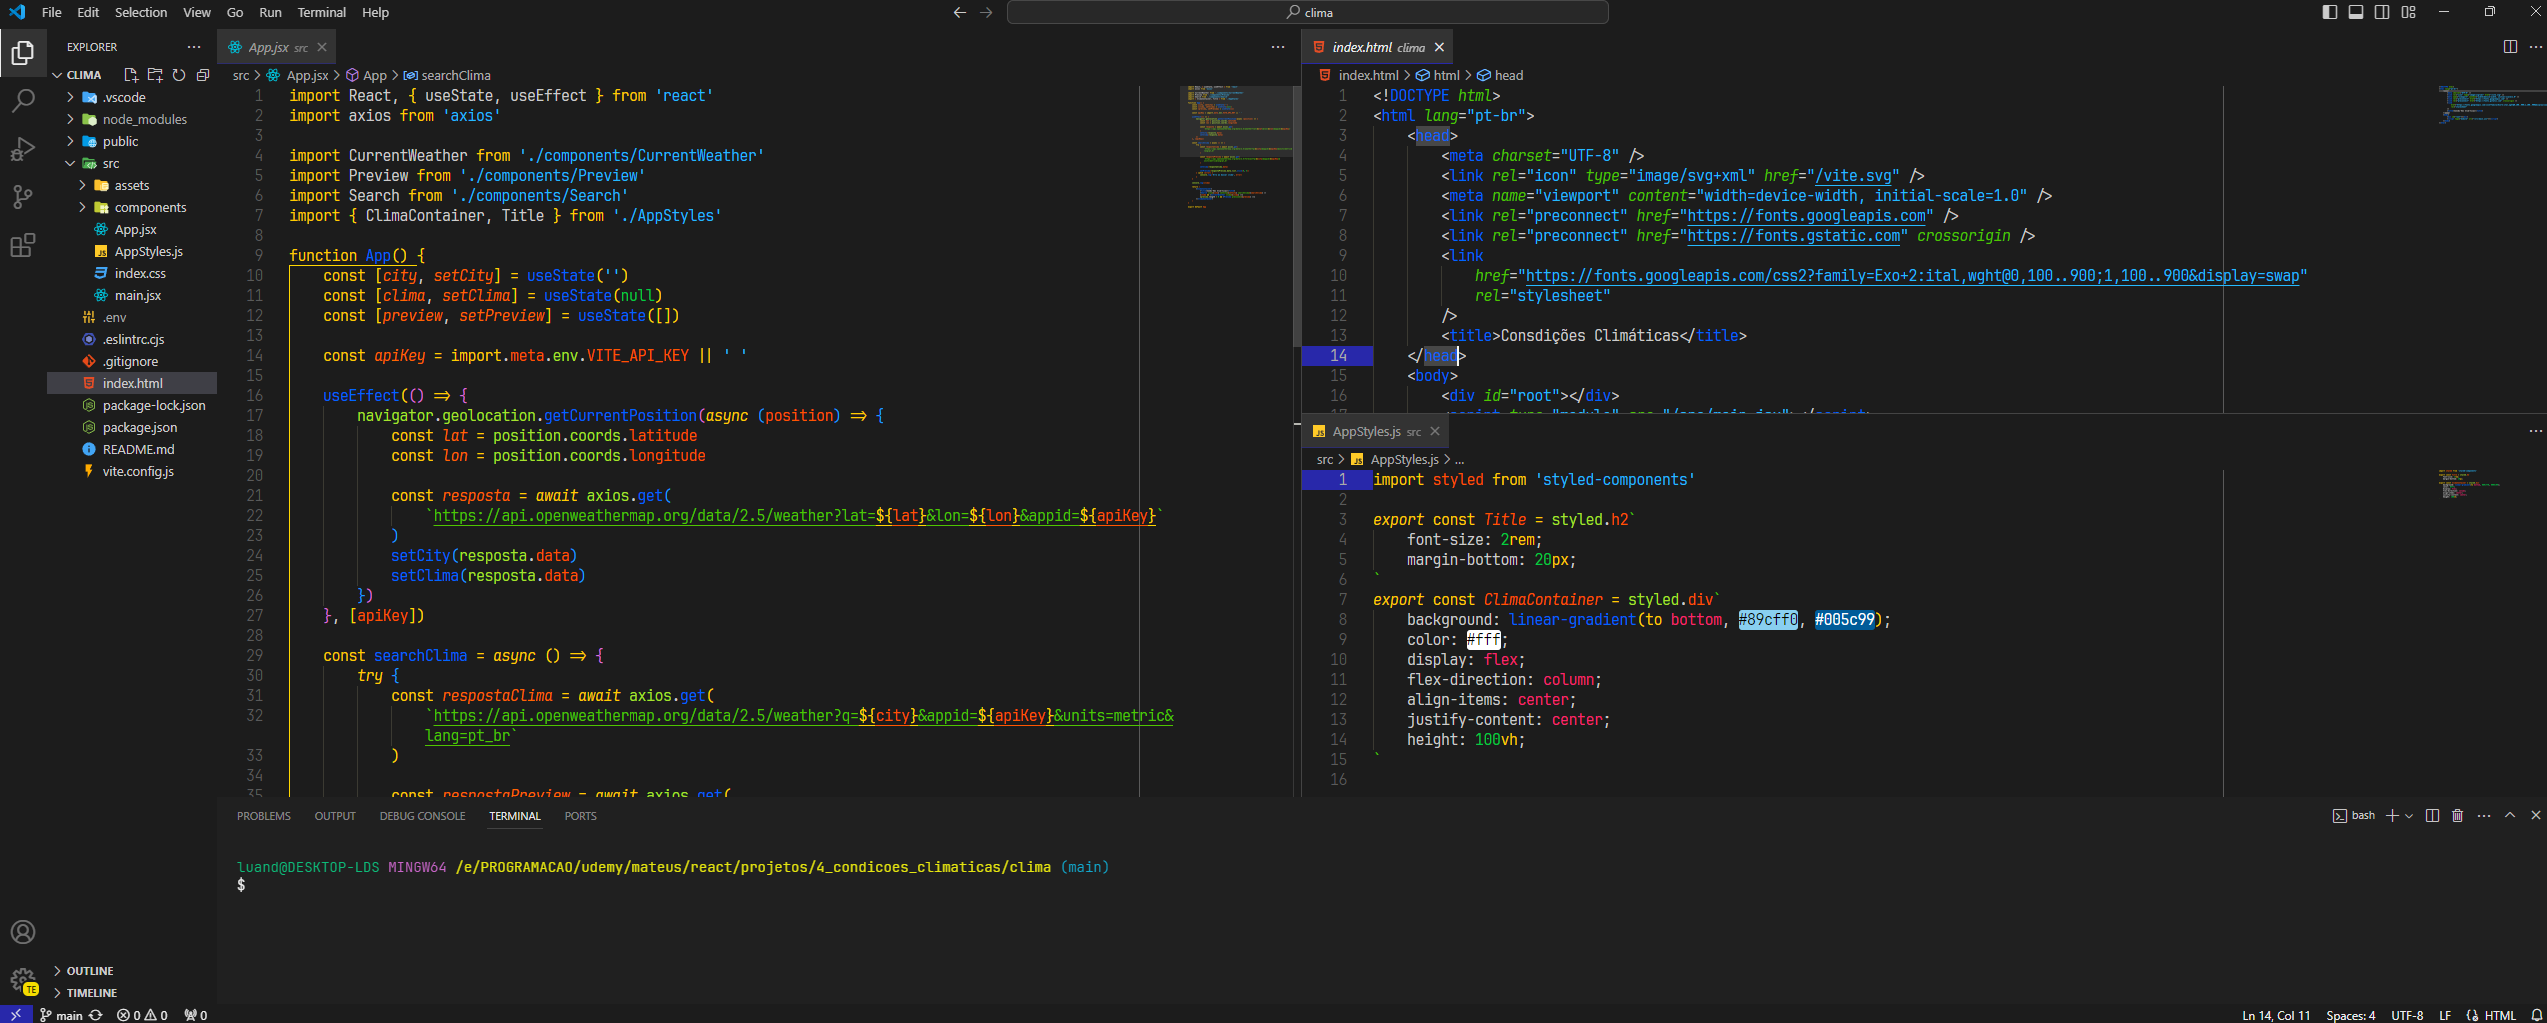 File Edit Selection View Go Run Terminal Help
clima
EXPLORER
CLIMA
.vscode
node_modules
public
src
assets
components
App.jsx
AppStyles.js
index.css
main.jsx
.env
.eslintrc.cjs
.gitignore
index.html
package-lock.json
package.json
README.md
vite.config.js
OUTLINE
TIMELINE
App.jsx src
src > App.jsx > App > searchClima
1 import React, { useState, useEffect } from 'react'
2 import axios from 'axios'
3
4 import CurrentWeather from './components/CurrentWeather'
5 import Preview from './components/Preview'
6 import Search from './components/Search'
7 import { ClimaContainer, Title } from './AppStyles'
8
9 function App() {
10 const [city, setCity] = useState('')
11 const [clima, setClima] = useState(null)
12 const [preview, setPreview] = useState([])
13
14 const apiKey = import.meta.env.VITE_API_KEY || ' '
15
16 useEffect(() => {
17 navigator.geolocation.getCurrentPosition(async (position) => {
18 const lat = position.coords.latitude
19 const lon = position.coords.longitude
20
21 const resposta = await axios.get(
22 `https://api.openweathermap.org/data/2.5/weather?lat=${lat}&lon=${lon}&appid=${apiKey}`
23 )
24 setCity(resposta.data)
25 setClima(resposta.data)
26 })
27 }, [apiKey])
28
29 const searchClima = async () => {
30 try {
31 const respostaClima = await axios.get(
32 `https://api.openweathermap.org/data/2.5/weather?q=${city}&appid=${apiKey}&units=metric&
lang=pt_br`
33 )
34
35 const respostaPreview = await axios.get(
index.html clima
index.html > html > head
1 <!DOCTYPE html>
2 <html lang="pt-br">
3 <head>
4 <meta charset="UTF-8" />
5 <link rel="icon" type="image/svg+xml" href="/vite.svg" />
6 <meta name="viewport" content="width=device-width, initial-scale=1.0" />
7 <link rel="preconnect" href="https://fonts.googleapis.com" />
8 <link rel="preconnect" href="https://fonts.gstatic.com" crossorigin />
9 <link
10 href="https://fonts.googleapis.com/css2?family=Exo+2:ital,wght@0,100..900;1,100..900&display=swap"
11 rel="stylesheet"
12 />
13 <title>Consdições Climáticas</title>
14 </head>
15 <body>
16 <div id="root"></div>
17 <script type="module" src="/src/main.jsx"></script>
AppStyles.js src
src > AppStyles.js > ...
1 import styled from 'styled-components'
2
3 export const Title = styled.h2`
4 font-size: 2rem;
5 margin-bottom: 20px;
6 `
7 export const ClimaContainer = styled.div`
8 background: linear-gradient(to bottom, #89cff0, #005c99);
9 color: #fff;
10 display: flex;
11 flex-direction: column;
12 align-items: center;
13 justify-content: center;
14 height: 100vh;
15 `
16
PROBLEMS OUTPUT DEBUG CONSOLE TERMINAL PORTS
bash
luand@DESKTOP-LDS MINGW64 /e/PROGRAMACAO/udemy/mateus/react/projetos/4_condicoes_climaticas/clima (main)
$
TE
main 0 0 0
Ln 14, Col 11 Spaces: 4 UTF-8 LF HTML